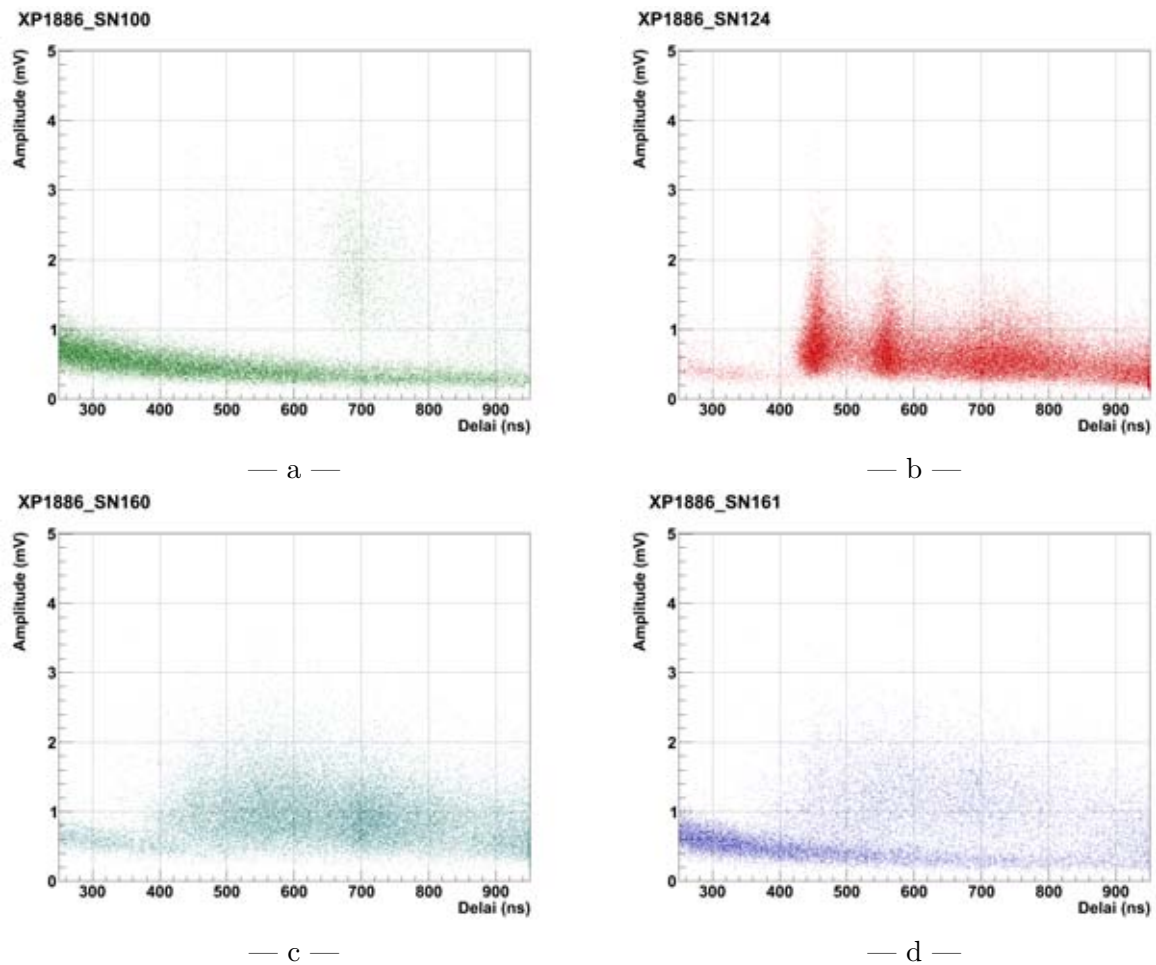 XP1886_SN100
Amplitude (mV)
5
4
3
2
1
0
300 400 500 600 700 800 900
Delai (ns)
— a —
XP1886_SN124
Amplitude (mV)
5
4
3
2
1
0
300 400 500 600 700 800 900
Delai (ns)
— b —
XP1886_SN160
Amplitude (mV)
5
4
3
2
1
0
300 400 500 600 700 800 900
Delai (ns)
— c —
XP1886_SN161
Amplitude (mV)
5
4
3
2
1
0
300 400 500 600 700 800 900
Delai (ns)
— d —